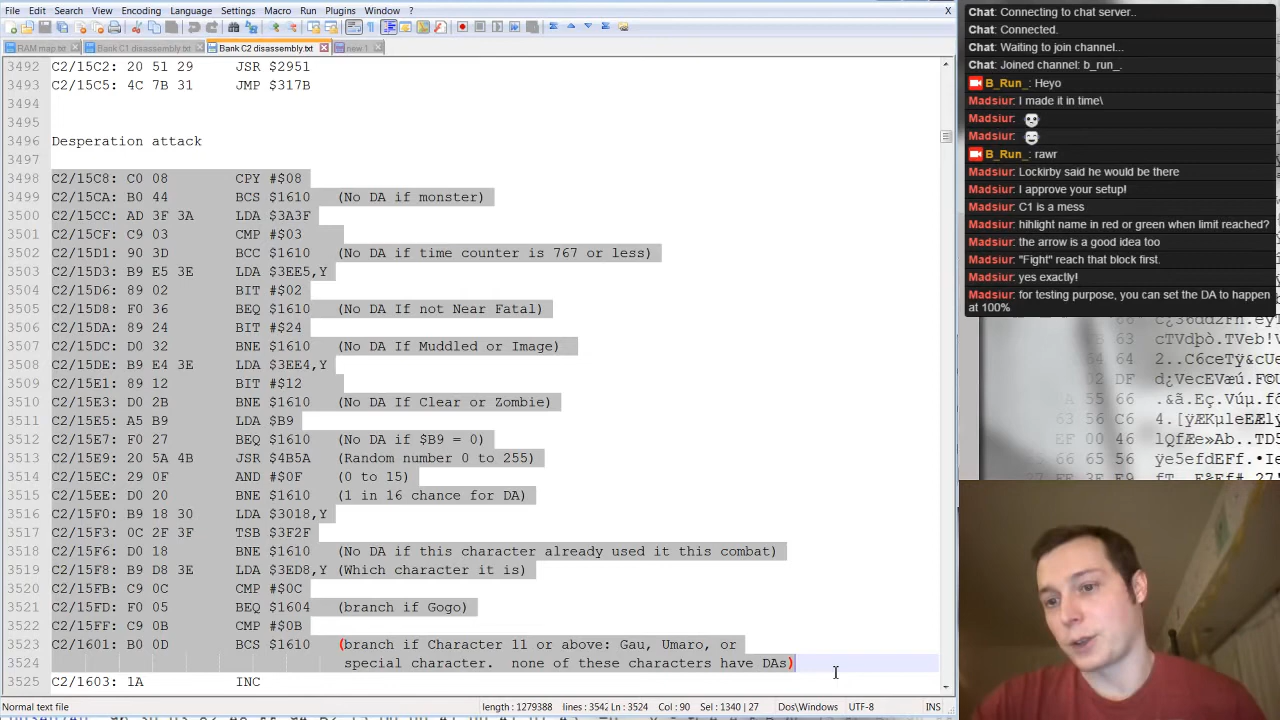 File Edit Search View Encoding Language Settings Macro Run Plugins Window ? X
RAM map.txt Bank C1 disassembly.txt Bank C2 disassembly.txt new 1
3492 C2/15C2: 20 51 29 JSR $2951
3493 C2/15C5: 4C 7B 31 JMP $317B
3494
3495
3496 Desperation attack
3497
3498 C2/15C8: C0 08 CPY #$08
3499 C2/15CA: B0 44 BCS $1610 (No DA if monster)
3500 C2/15CC: AD 3F 3A LDA $3A3F
3501 C2/15CF: C9 03 CMP #$03
3502 C2/15D1: 90 3D BCC $1610 (No DA if time counter is 767 or less)
3503 C2/15D3: B9 E5 3E LDA $3EE5,Y
3504 C2/15D6: 89 02 BIT #$02
3505 C2/15D8: F0 36 BEQ $1610 (No DA If not Near Fatal)
3506 C2/15DA: 89 24 BIT #$24
3507 C2/15DC: D0 32 BNE $1610 (No DA If Muddled or Image)
3508 C2/15DE: B9 E4 3E LDA $3EE4,Y
3509 C2/15E1: 89 12 BIT #$12
3510 C2/15E3: D0 2B BNE $1610 (No DA If Clear or Zombie)
3511 C2/15E5: A5 B9 LDA $B9
3512 C2/15E7: F0 27 BEQ $1610 (No DA if $B9 = 0)
3513 C2/15E9: 20 5A 4B JSR $4B5A (Random number 0 to 255)
3514 C2/15EC: 29 0F AND #$0F (0 to 15)
3515 C2/15EE: D0 20 BNE $1610 (1 in 16 chance for DA)
3516 C2/15F0: B9 18 30 LDA $3018,Y
3517 C2/15F3: 0C 2F 3F TSB $3F2F
3518 C2/15F6: D0 18 BNE $1610 (No DA if this character already used it this combat)
3519 C2/15F8: B9 D8 3E LDA $3ED8,Y (Which character it is)
3520 C2/15FB: C9 0C CMP #$0C
3521 C2/15FD: F0 05 BEQ $1604 (branch if Gogo)
3522 C2/15FF: C9 0B CMP #$0B
3523 C2/1601: B0 0D BCS $1610 (branch if Character 11 or above: Gau, Umaro, or
3524 special character. none of these characters have DAs)
3525 C2/1603: 1A INC
Normal text file length : 1279388 lines : 3542 Ln : 3524 Col : 90 Sel : 1340 | 27 Dos\Windows UTF-8 INS
Chat: Connecting to chat server..
Chat: Connected.
Chat: Waiting to join channel...
Chat: Joined channel: b_run_.
B_Run_: Heyo
Madsiur: I made it in time\
Madsiur:
Madsiur:
B_Run_: rawr
Madsiur: Lockirby said he would be there
Madsiur: I approve your setup!
Madsiur: C1 is a mess
Madsiur: hihlight name in red or green when limit reached?
Madsiur: the arrow is a good idea too
Madsiur: "Fight" reach that block first.
Madsiur: yes exactly!
Madsiur: for testing purpose, you can set the DA to happen
at 100%